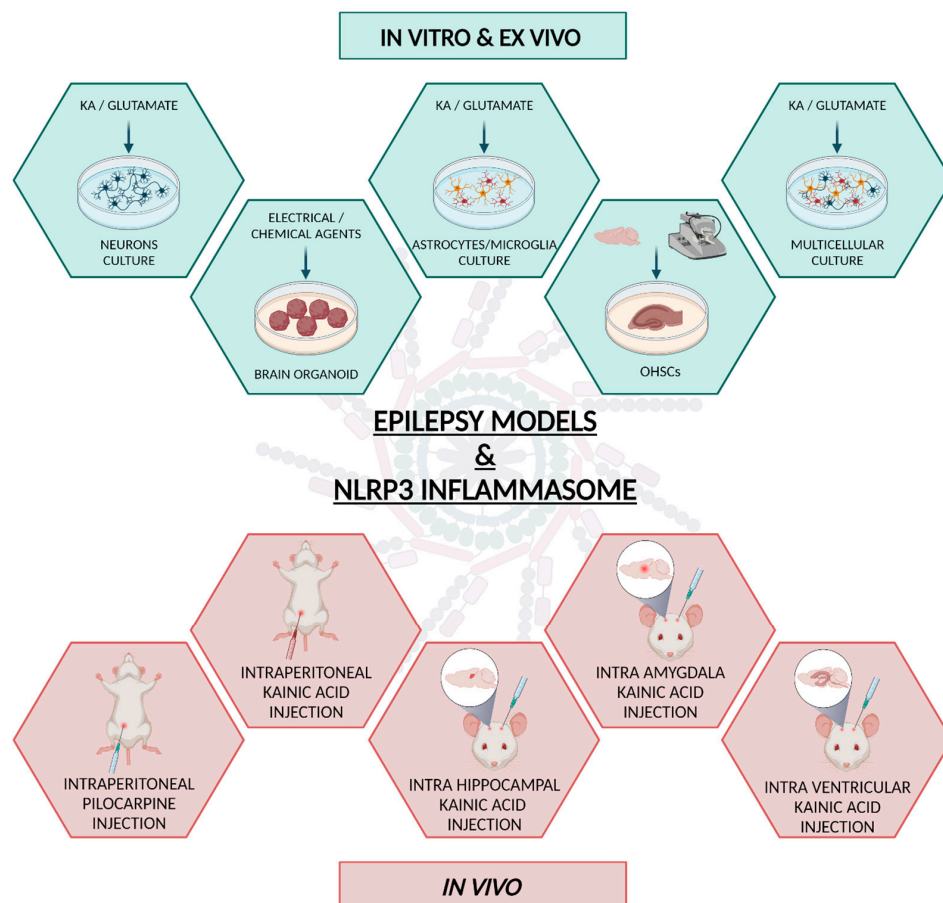 IN VITRO & EX VIVO
KA / GLUTAMATE
NEURONS
CULTURE
ELECTRICAL /
CHEMICAL AGENTS
BRAIN ORGANOID
KA / GLUTAMATE
ASTROCYTES/MICROGLIA
CULTURE
OHSCs
KA / GLUTAMATE
MULTICELLULAR
CULTURE
EPILEPSY MODELS
&
NLRP3 INFLAMMASOME
INTRAPERITONEAL
PILOCARPINE
INJECTION
INTRAPERITONEAL
KAINIC ACID
INJECTION
INTRA HIPPOCAMPAL
KAINIC ACID
INJECTION
INTRA AMYGDALA
KAINIC ACID
INJECTION
INTRA VENTRICULAR
KAINIC ACID
INJECTION
IN VIVO